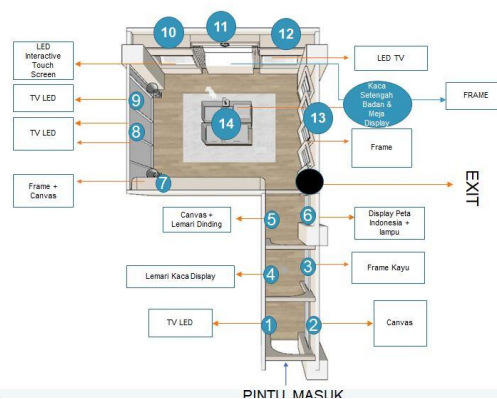 10
11
12
LED
Interactive
Touch
Screen
LED TV
TV LED
9
Kaca
Setengah
Badan &
Meja
Display
FRAME
TV LED
8
14
13
Frame
Frame +
Canvas
7
EXIT
Canvas +
Lemari Dinding
5
6
Display Peta
Indonesia +
lampu
Lemari Kaca Display
4
3
Frame Kayu
TV LED
1
2
Canvas
PINTU MASUK